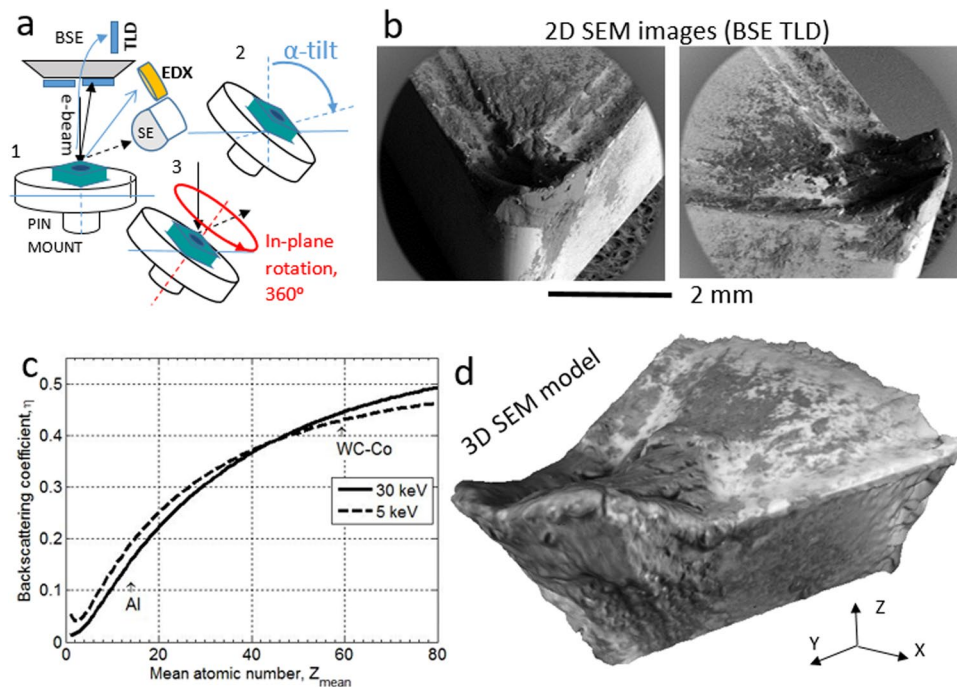 a
BSE
TLD
EDX
SE
e-beam
1
PIN
MOUNT
2
α-tilt
3
In-plane
rotation,
360º
b
2D SEM images (BSE TLD)
2 mm
c
Backscattering coefficient, η
0.5
0.4
0.3
0.2
0.1
0
WC-Co
30 keV
5 keV
Al
0 20 40 60 80
Mean atomic number, Zmean
d
3D SEM model
Z
Y
X